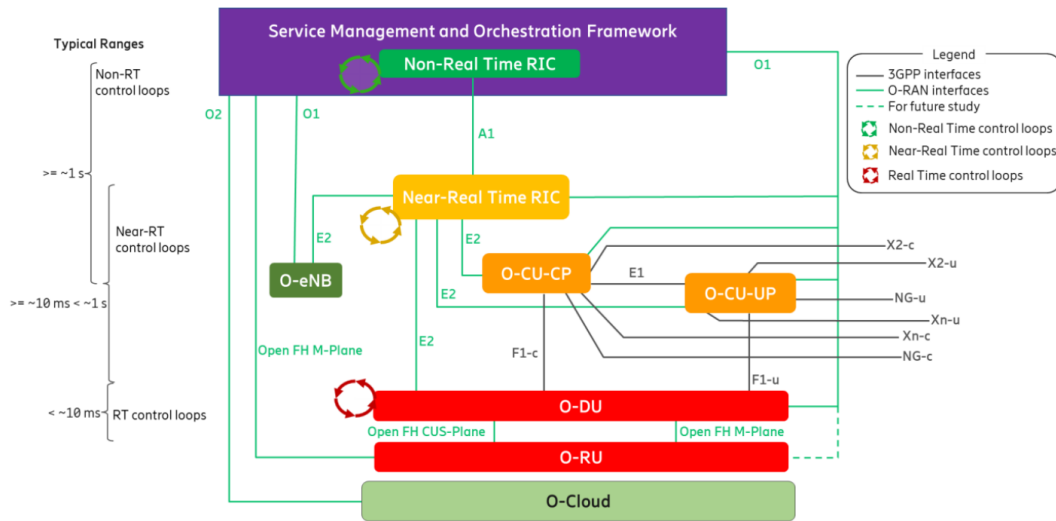 Service Management and Orchestration Framework
Non-Real Time RIC
Typical Ranges
Non-RT
control loops
>= ~1 s
Near-RT
control loops
>= ~10 ms < ~1 s
< ~10 ms
RT control loops
O2
O1
A1
O1
Near-Real Time RIC
E2
E2
O-eNB
O-CU-CP
E1
O-CU-UP
E2
E2
Open FH M-Plane
F1-c
F1-u
X2-c
X2-u
NG-u
Xn-u
Xn-c
NG-c
O-DU
Open FH CUS-Plane
Open FH M-Plane
O-RU
O-Cloud
Legend
3GPP interfaces
O-RAN interfaces
For future study
Non-Real Time control loops
Near-Real Time control loops
Real Time control loops